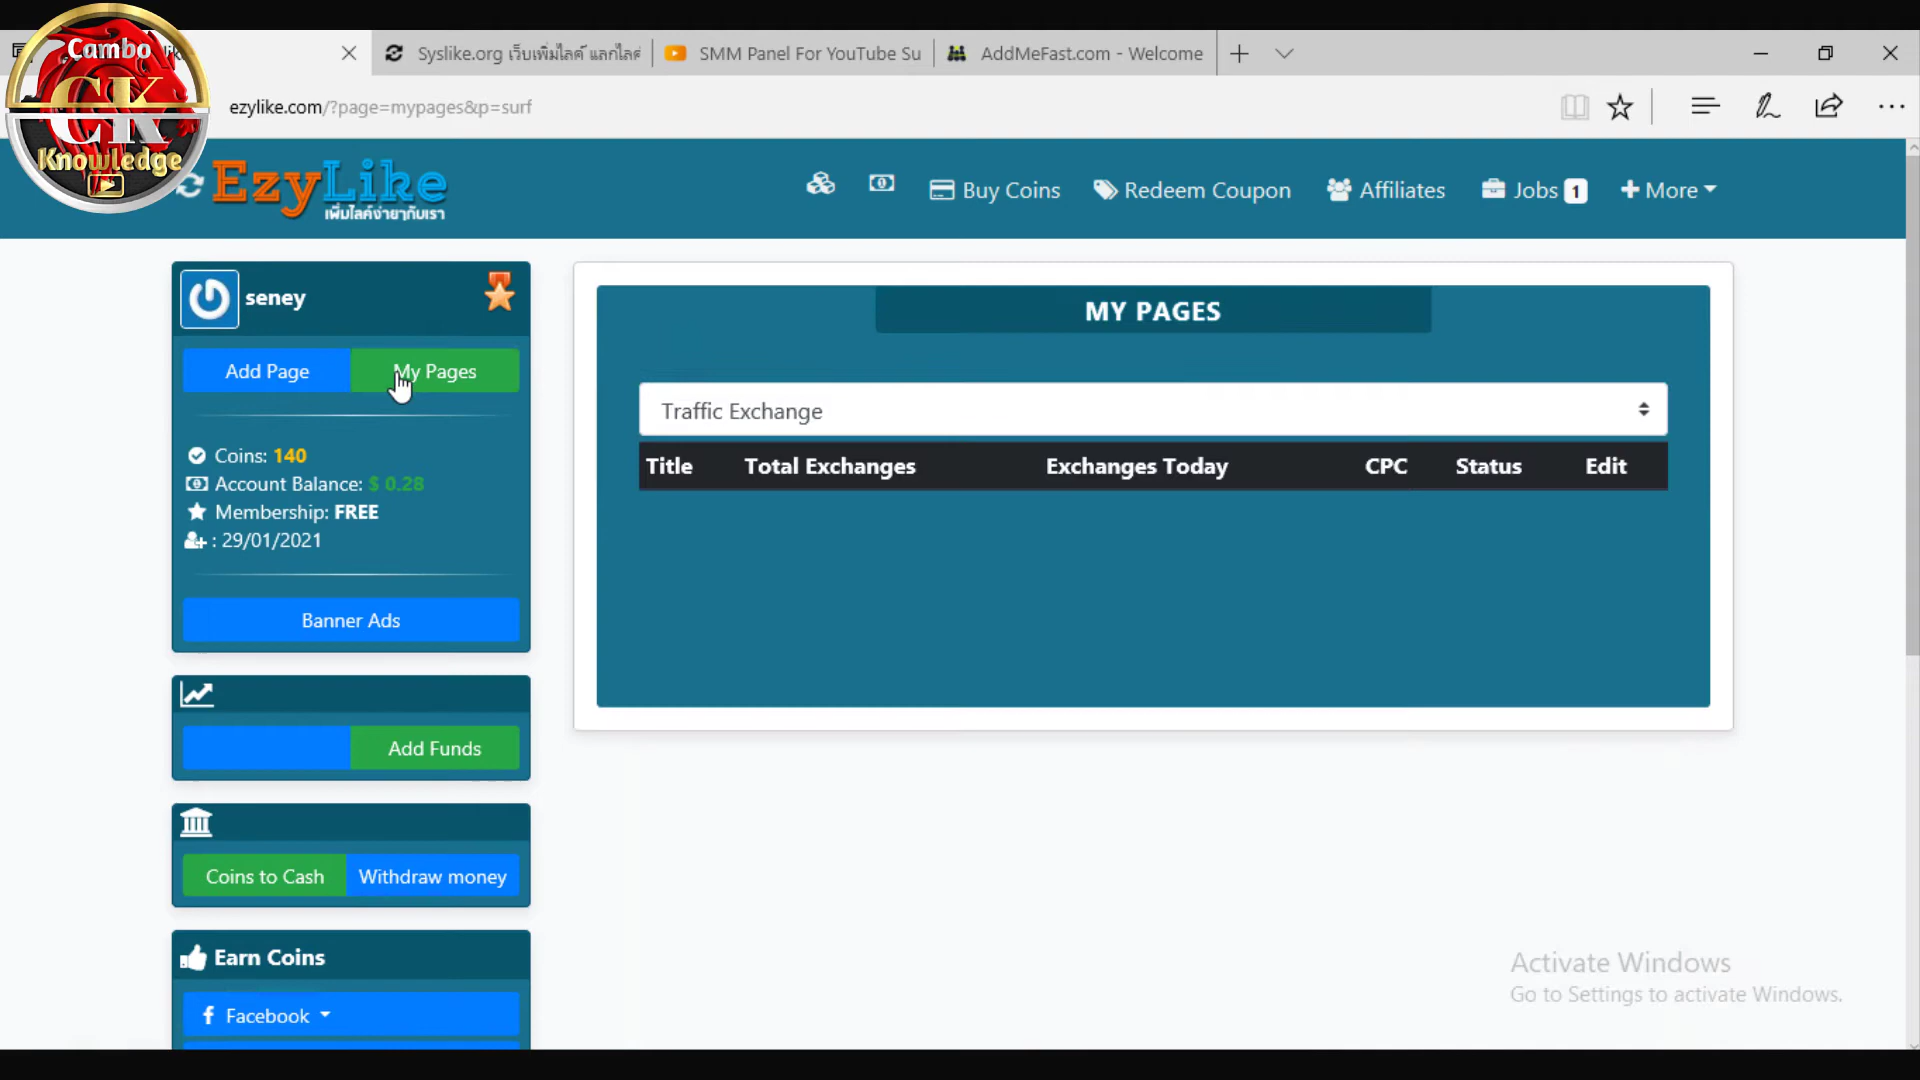 Cambo
CK
Knowledge
Syslike.org เว็บเพิ่มไลค์ แลกไลค์
SMM Panel For YouTube Su
AddMeFast.com - Welcome
ezylike.com/?page=mypages&p=surf
EzyLike
เพิ่มไลค์ง่ายๆกับเรา
Buy Coins
Redeem Coupon
Affiliates
Jobs 1
More
seney
Add Page
My Pages
Coins: 140
Account Balance: $ 0.28
Membership: FREE
: 29/01/2021
Banner Ads
Add Funds
Coins to Cash
Withdraw money
Earn Coins
Facebook
MY PAGES
Traffic Exchange
Title Total Exchanges Exchanges Today CPC Status Edit
Activate Windows
Go to Settings to activate Windows.